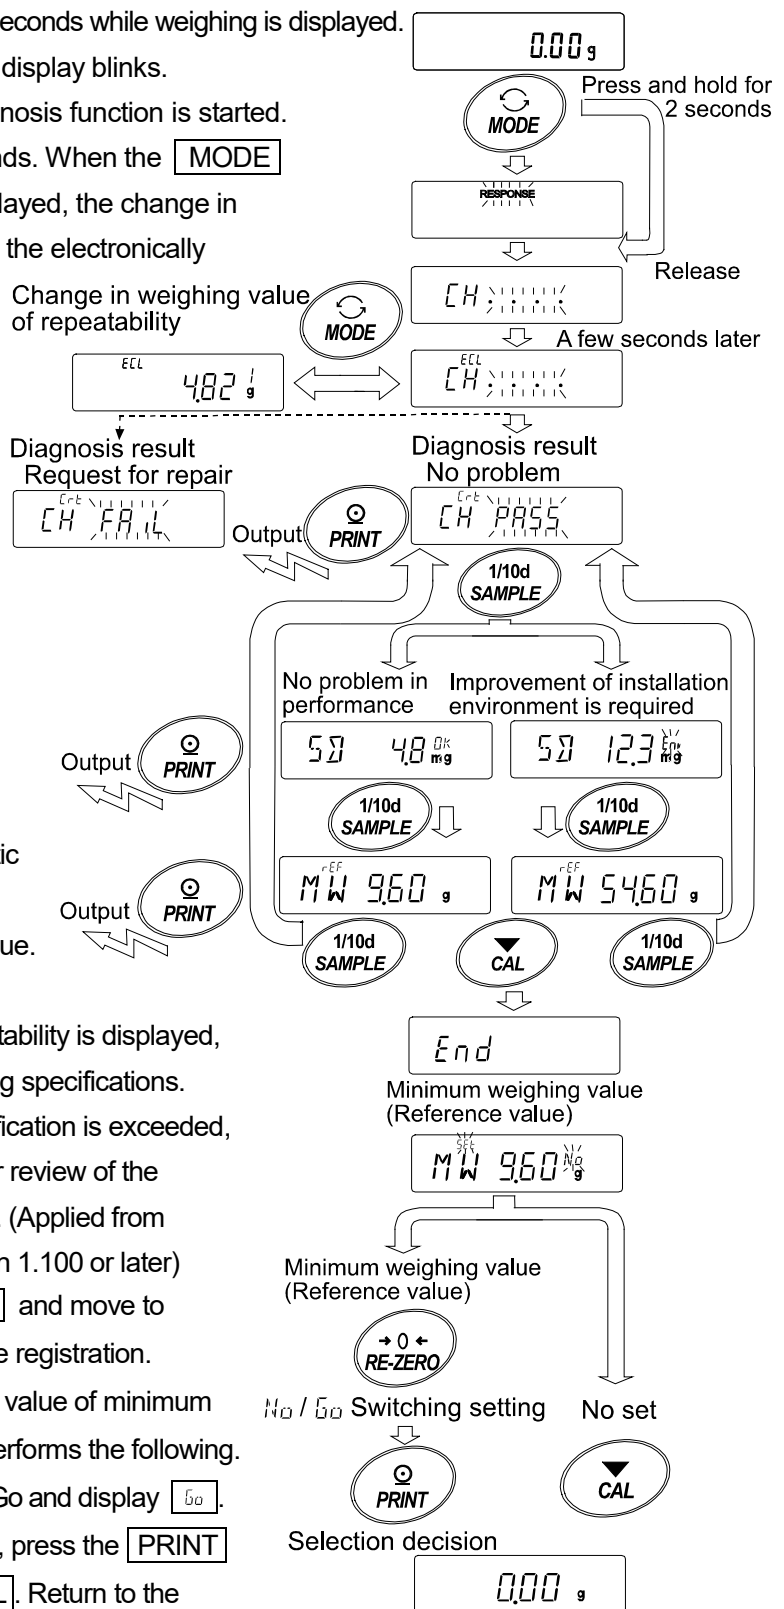 econds while weighing is displayed.
0.00 g
display blinks.
Press and hold for
2 seconds
MODE
nosis function is started.
nds. When the MODE
RESPONSE
layed, the change in
the electronically
Release
Change in weighing value
of repeatability
MODE
CH
A few seconds later
ECL
4.82 g
ECL
CH
Diagnosis result
Request for repair
Diagnosis result
No problem
Crt
CH FAiL
Output
PRINT
Crt
CH PASS
1/10d
SAMPLE
No problem in
performance
Improvement of installation
environment is required
SD 4.8 mg OK
SD 12.3 mg
Output
PRINT
1/10d
SAMPLE
1/10d
SAMPLE
tic
rEF
MW 9.60 g
rEF
MW 54.60 g
Output
PRINT
ue.
1/10d
SAMPLE
CAL
1/10d
SAMPLE
tability is displayed,
End
g specifications.
Minimum weighing value
(Reference value)
fication is exceeded,
r review of the
SEt
MW 9.60 g No
. (Applied from
n 1.100 or later)
Minimum weighing value
(Reference value)
and move to
→0←
RE-ZERO
e registration.
value of minimum
No / Go Switching setting
No set
erforms the following.
Go and display Go .
PRINT
CAL
, press the PRINT
Selection decision
L . Return to the
0.00 g